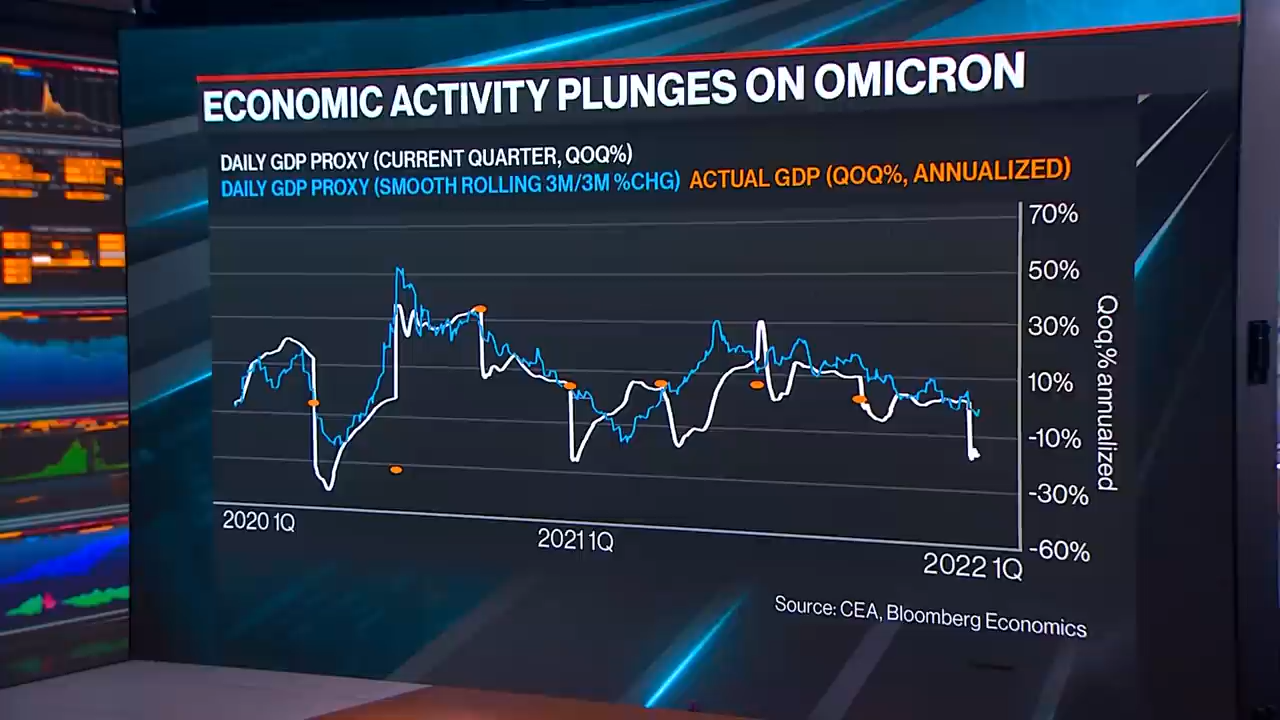 ECONOMIC ACTIVITY PLUNGES ON OMICRON
DAILY GDP PROXY (CURRENT QUARTER, QOQ%)
DAILY GDP PROXY (SMOOTH ROLLING 3M/3M %CHG) ACTUAL GDP (QOQ%, ANNUALIZED)
70%
50%
30%
10%
-10%
-30%
-60%
Qoq,% annualized
2020 1Q
2021 1Q
2022 1Q
Source: CEA, Bloomberg Economics